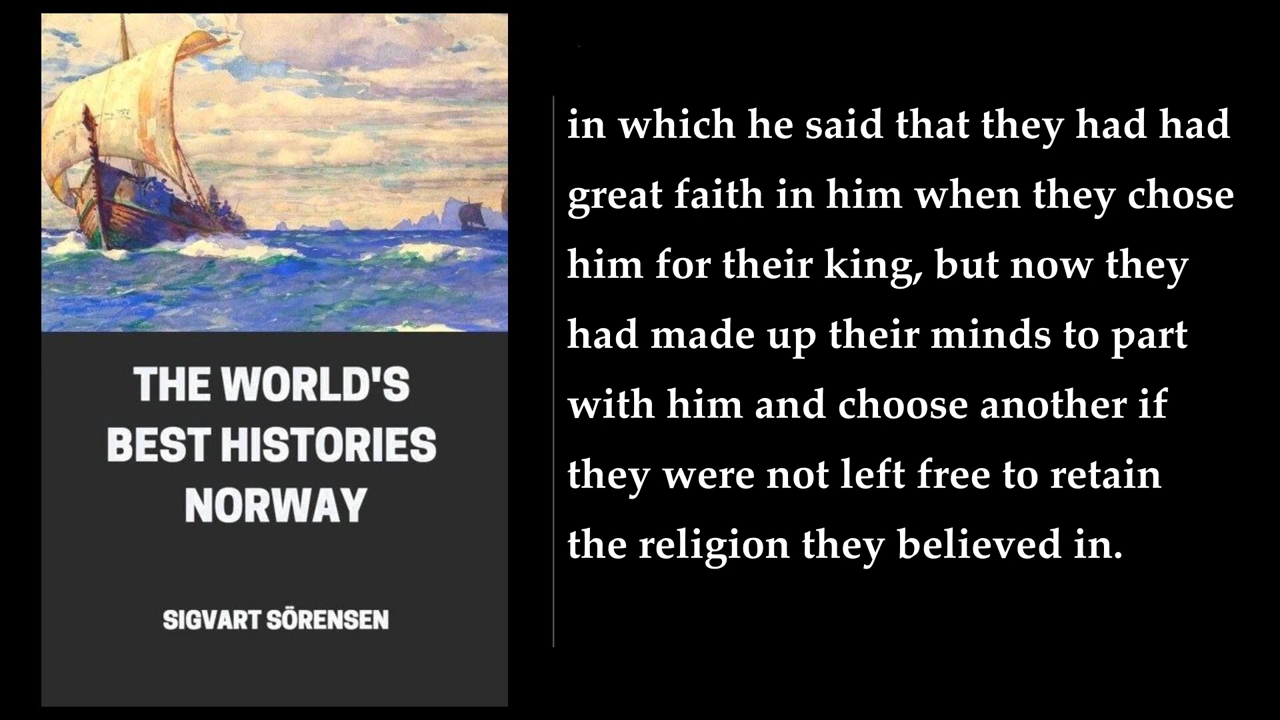 THE WORLD'S
BEST HISTORIES
NORWAY
SIGVART SÖRENSEN
in which he said that they had had
great faith in him when they chose
him for their king, but now they
had made up their minds to part
with him and choose another if
they were not left free to retain
the religion they believed in.